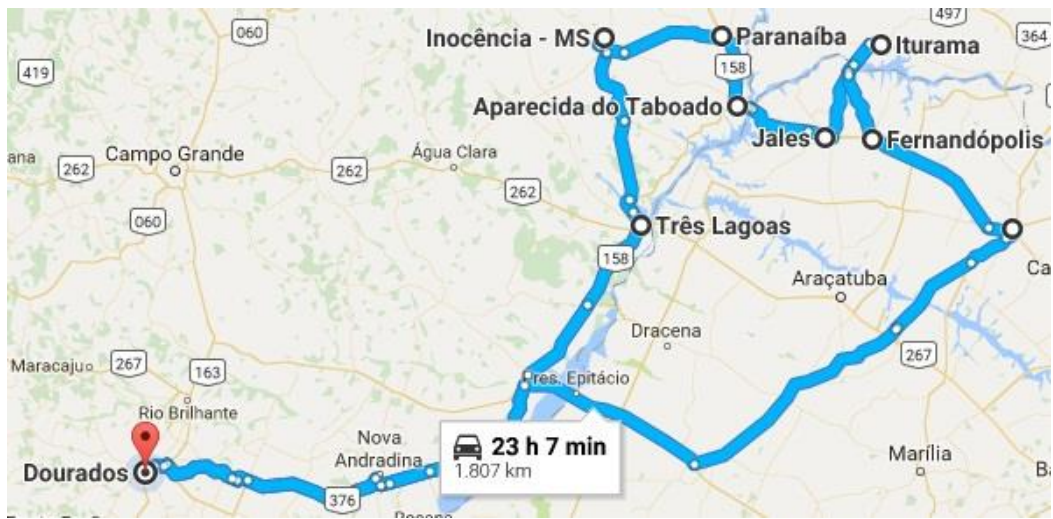 497
060
Inocência - MS
Paranaíba
Iturama
364
419
158
Aparecida do Taboado
Jales
Fernandópolis
ana
262
Campo Grande
262
Água Clara
262
060
Três Lagoas
158
Araçatuba
Ca
Dracena
Maracaju
267
163
267
Pres. Epitácio
Rio Brilhante
23 h 7 min
1.807 km
Nova
Andradina
Marília
Dourados
376
Ba